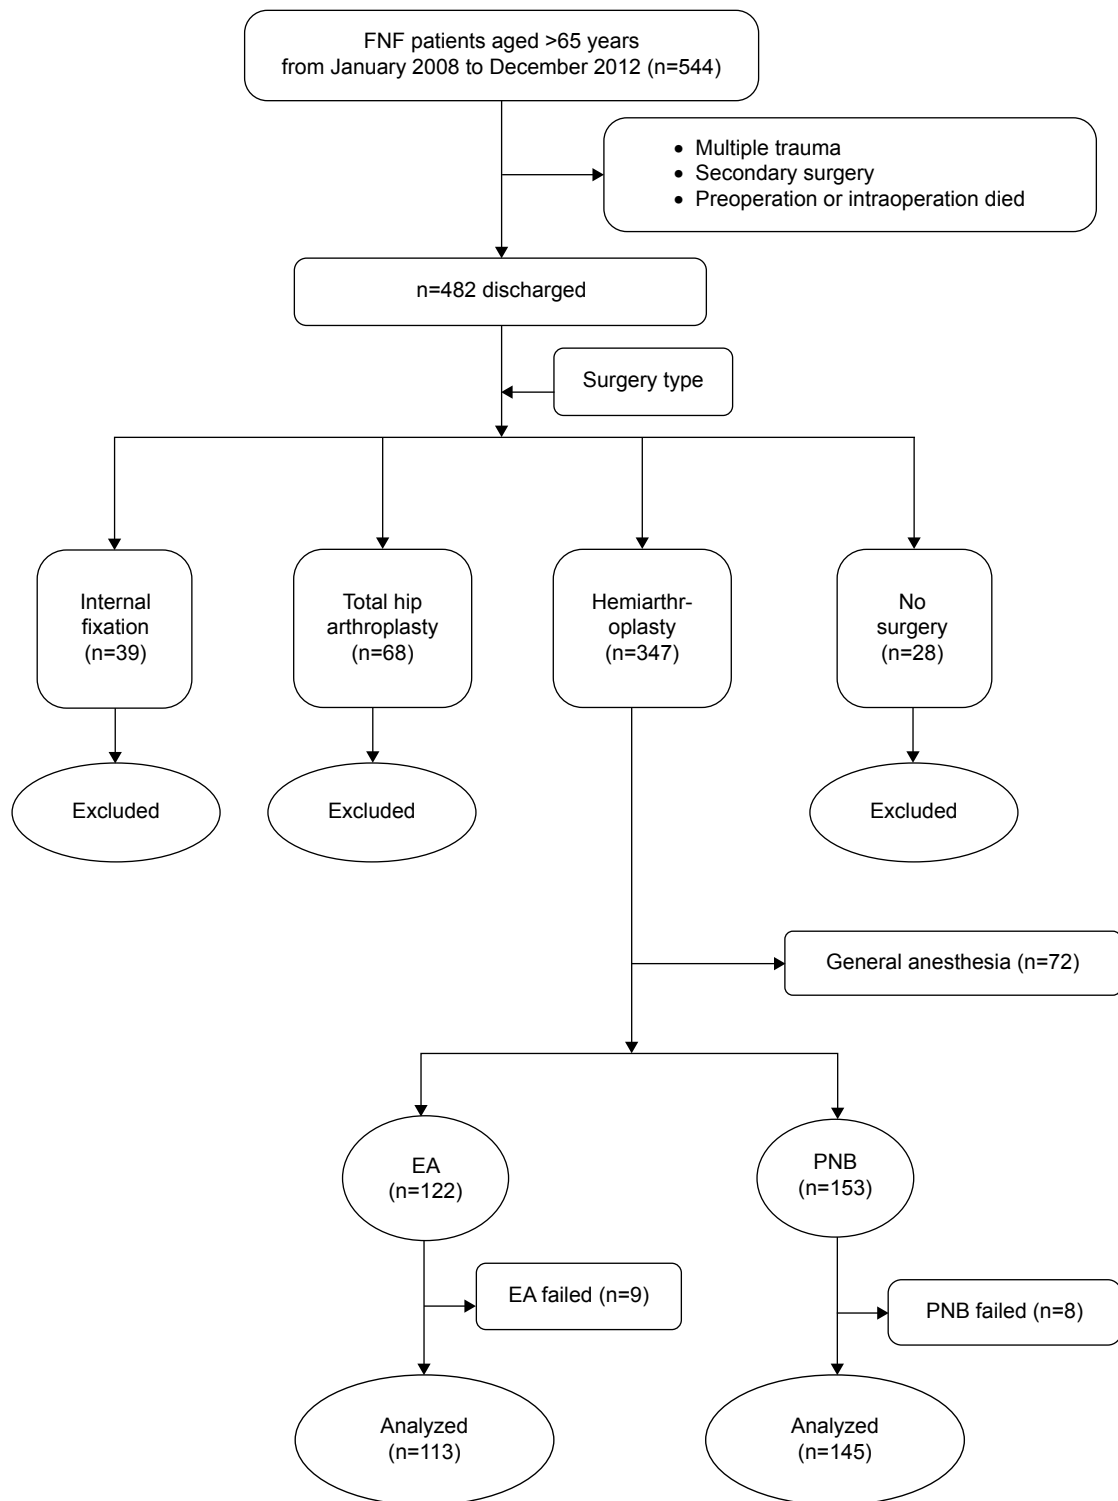 FNF patients aged >65 years
from January 2008 to December 2012 (n=544)
• Multiple trauma
• Secondary surgery
• Preoperation or intraoperation died
n=482 discharged
Surgery type
Internal
fixation
(n=39)
Total hip
arthroplasty
(n=68)
Hemiarthr-
oplasty
(n=347)
No
surgery
(n=28)
Excluded
Excluded
Excluded
General anesthesia (n=72)
EA
(n=122)
PNB
(n=153)
EA failed (n=9)
PNB failed (n=8)
Analyzed
(n=113)
Analyzed
(n=145)